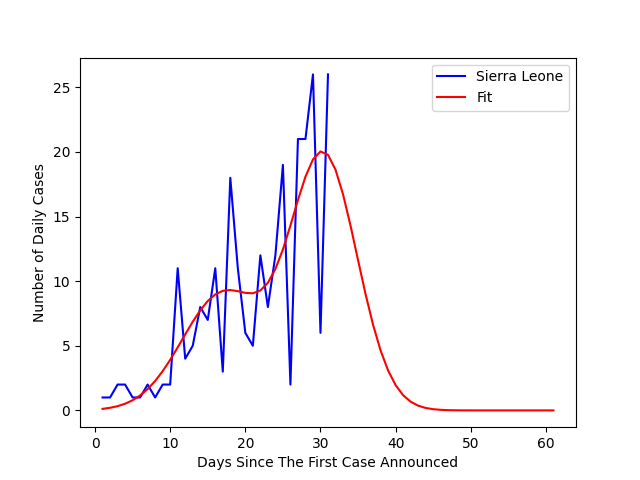 Sierra Leone
Fit
Number of Daily Cases
25
20
15
10
5
0
0 10 20 30 40 50 60
Days Since The First Case Announced